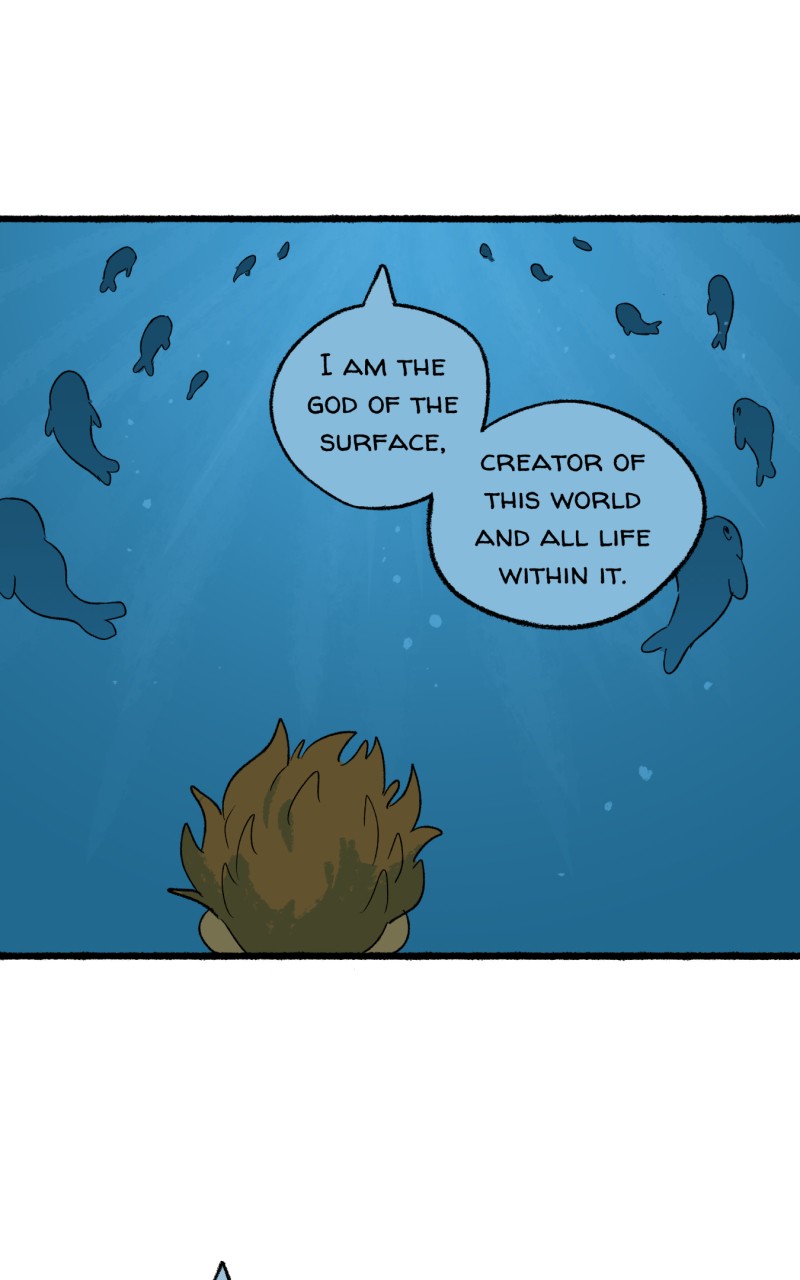 I AM THE
GOD OF THE
SURFACE,
CREATOR OF
THIS WORLD
AND ALL LIFE
WITHIN IT.